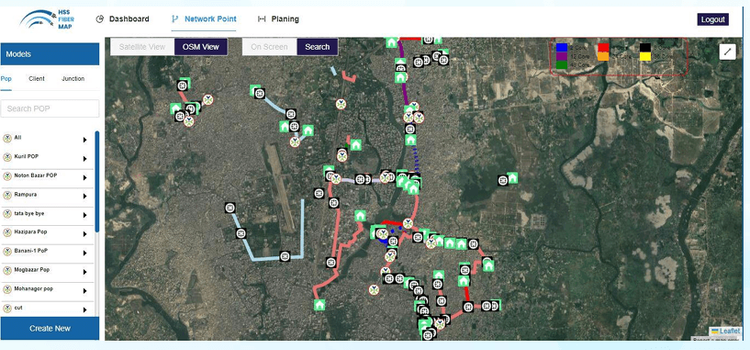 HSS
FIBER
MAP
Dashboard
Network Point
Planing
Logout
Models
Pop
Client
Junction
Search POP
All
Kuril POP
Noton Bazar POP
Rampura
tata bye bye
Hazipara Pop
Banani-1 PoP
Mogbazar Pop
Mohanagor pop
cut
Create New
Satellite View
OSM View
On Screen
Search
Leaflet